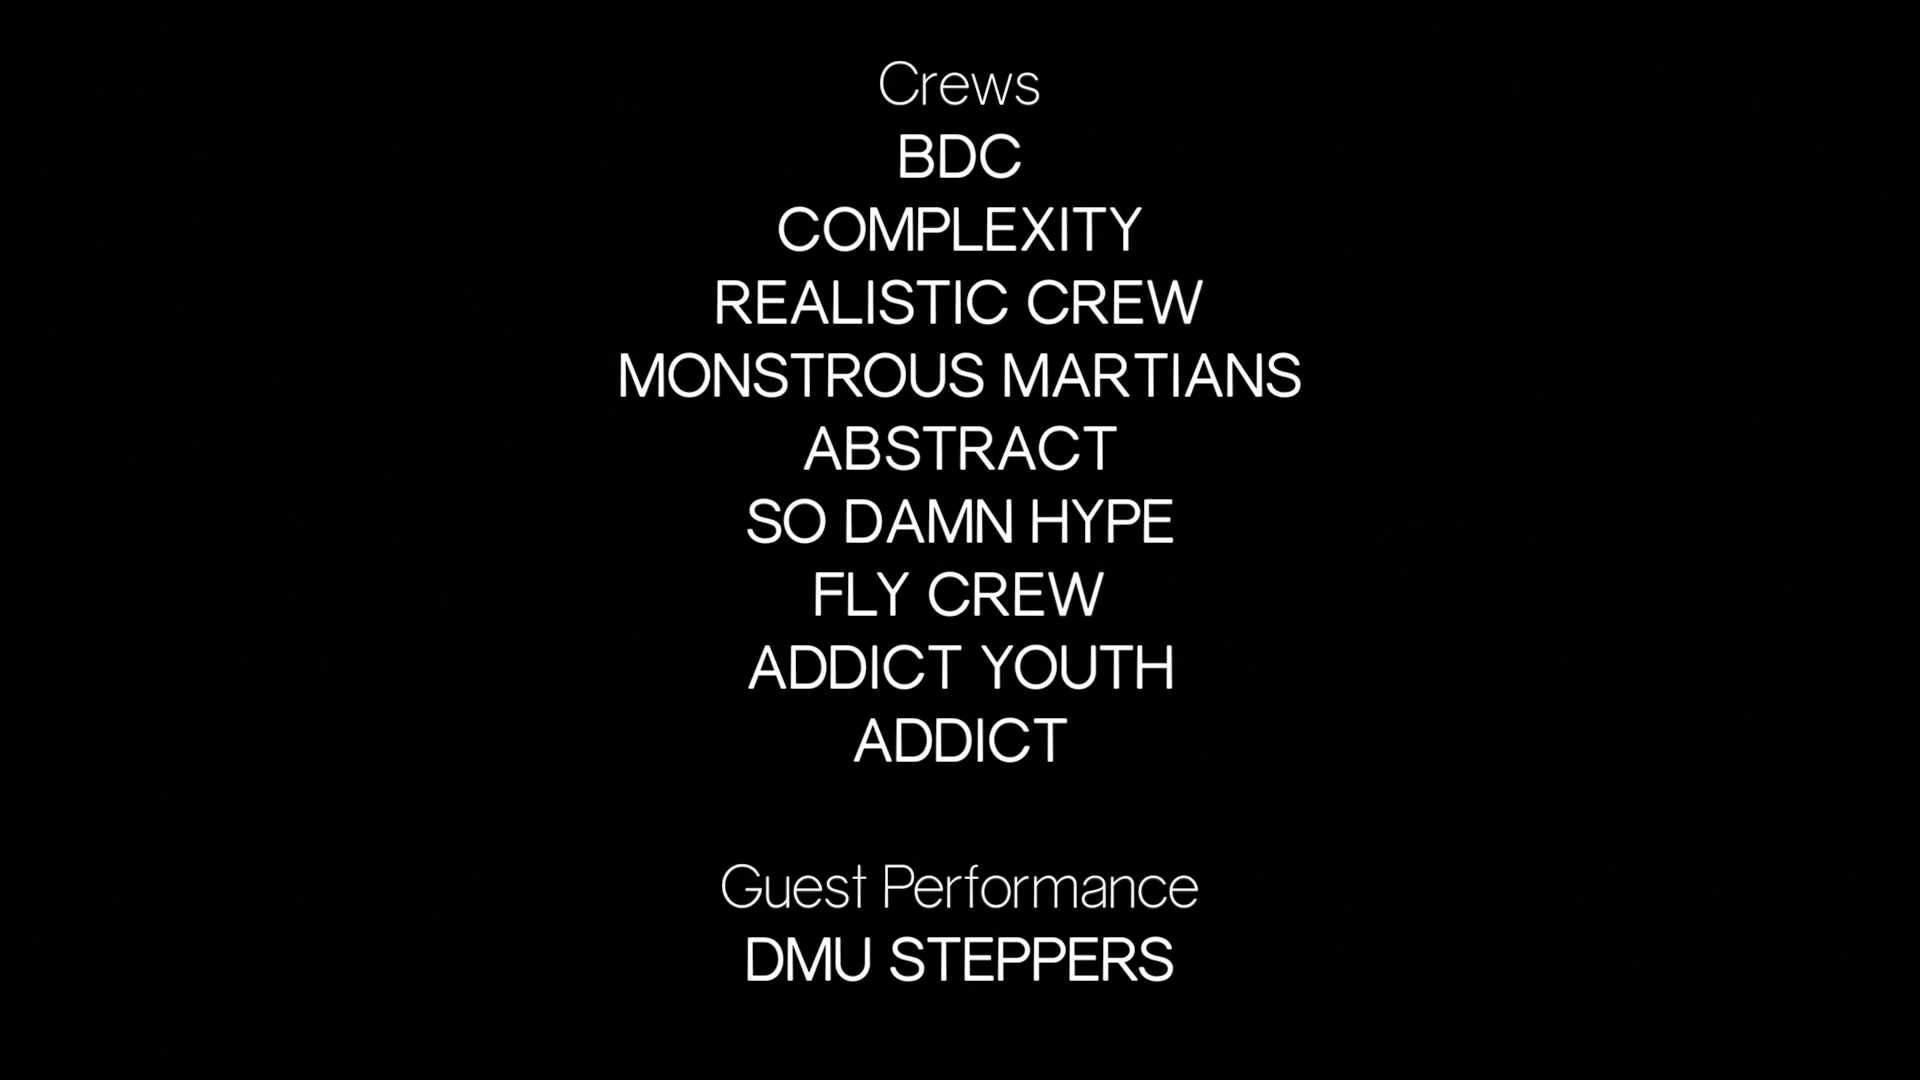 Crews
BDC
COMPLEXITY
REALISTIC CREW
MONSTROUS MARTIANS
ABSTRACT
SO DAMN HYPE
FLY CREW
ADDICT YOUTH
ADDICT
Guest Performance
DMU STEPPERS